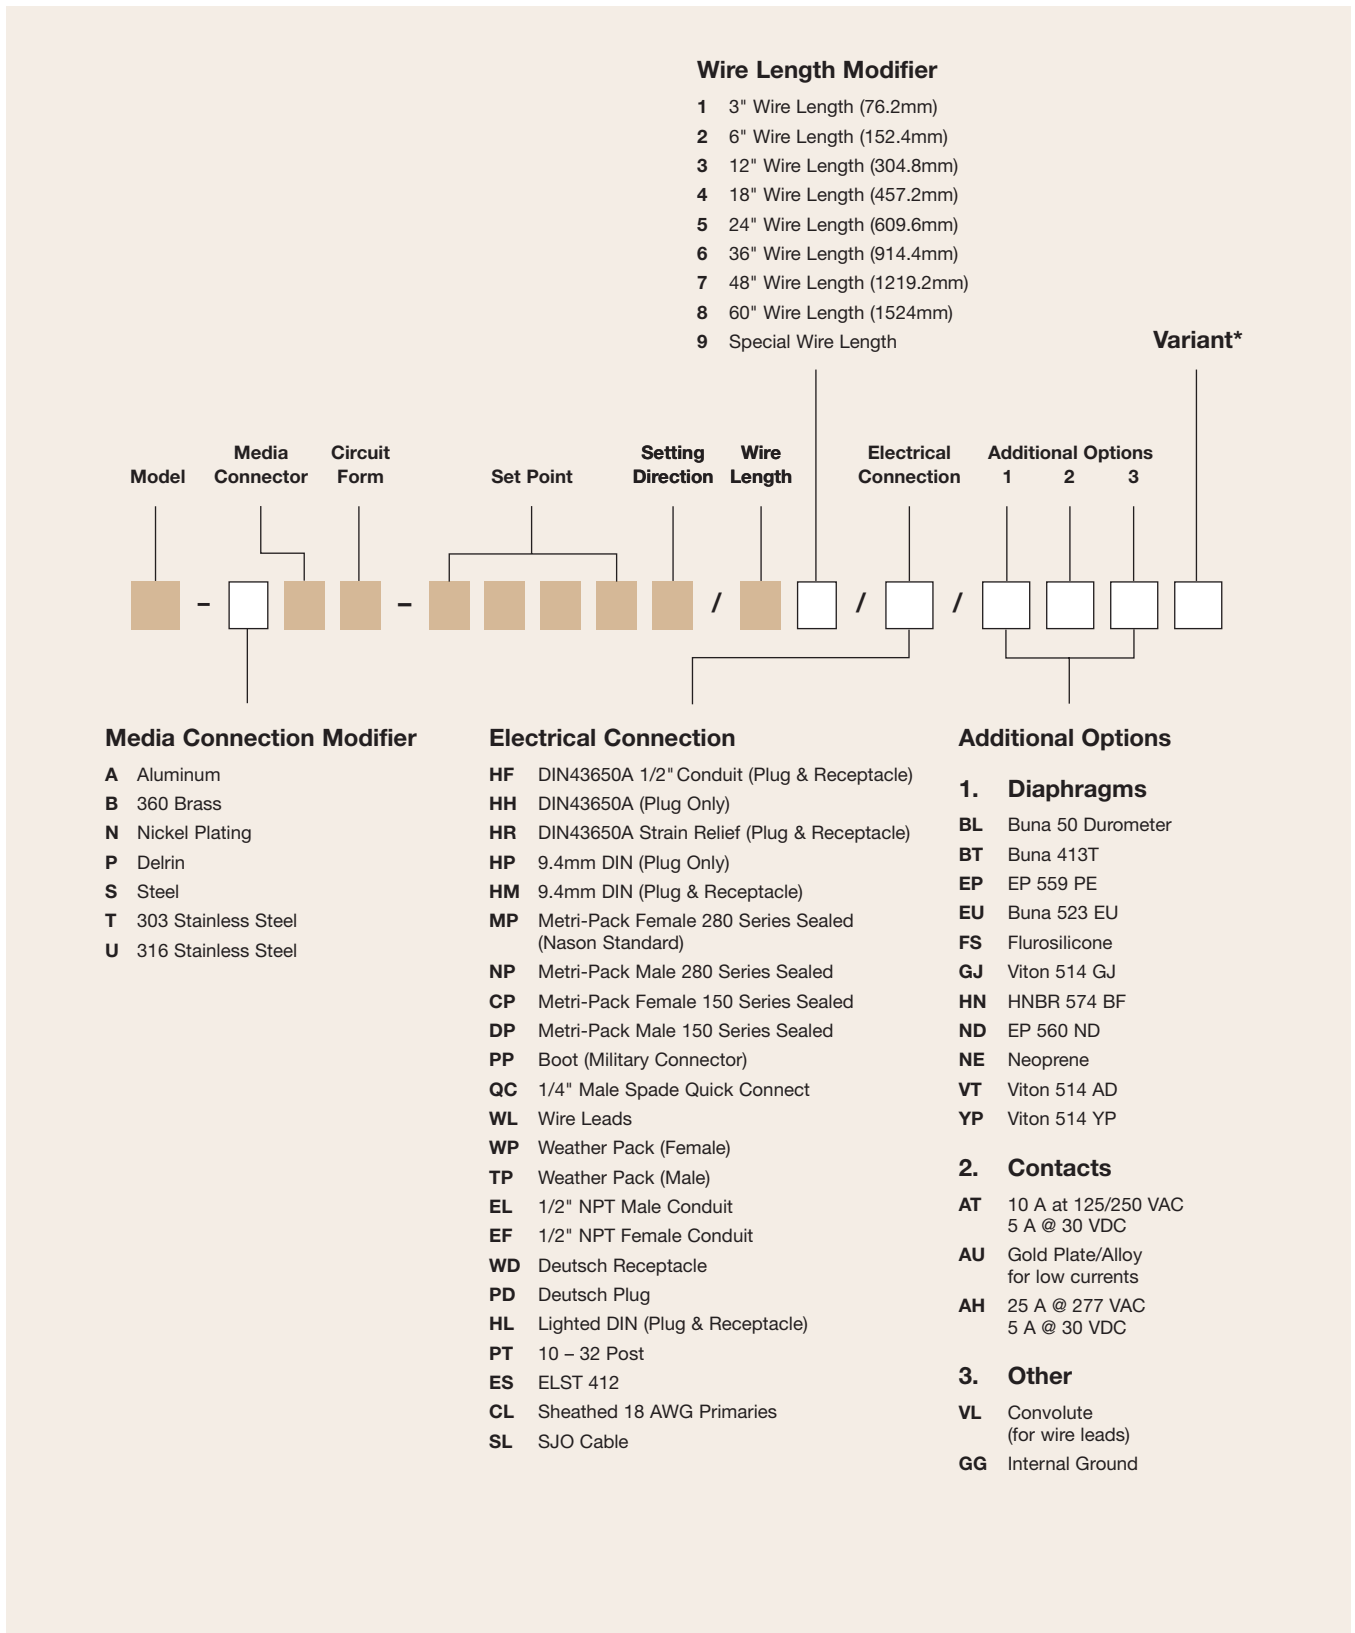 Wire Length Modifier
1 3" Wire Length (76.2mm)
2 6" Wire Length (152.4mm)
3 12" Wire Length (304.8mm)
4 18" Wire Length (457.2mm)
5 24" Wire Length (609.6mm)
6 36" Wire Length (914.4mm)
7 48" Wire Length (1219.2mm)
8 60" Wire Length (1524mm)
9 Special Wire Length
Variant*
Model
Media
Connector
Circuit
Form
Set Point
Setting
Direction
Wire
Length
Electrical
Connection
Additional Options
1 2 3
– – / / /
Media Connection Modifier
A Aluminum
B 360 Brass
N Nickel Plating
P Delrin
S Steel
T 303 Stainless Steel
U 316 Stainless Steel
Electrical Connection
HF DIN43650A 1/2" Conduit (Plug & Receptacle)
HH DIN43650A (Plug Only)
HR DIN43650A Strain Relief (Plug & Receptacle)
HP 9.4mm DIN (Plug Only)
HM 9.4mm DIN (Plug & Receptacle)
MP Metri-Pack Female 280 Series Sealed
(Nason Standard)
NP Metri-Pack Male 280 Series Sealed
CP Metri-Pack Female 150 Series Sealed
DP Metri-Pack Male 150 Series Sealed
PP Boot (Military Connector)
QC 1/4" Male Spade Quick Connect
WL Wire Leads
WP Weather Pack (Female)
TP Weather Pack (Male)
EL 1/2" NPT Male Conduit
EF 1/2" NPT Female Conduit
WD Deutsch Receptacle
PD Deutsch Plug
HL Lighted DIN (Plug & Receptacle)
PT 10 – 32 Post
ES ELST 412
CL Sheathed 18 AWG Primaries
SL SJO Cable
Additional Options
1. Diaphragms
BL Buna 50 Durometer
BT Buna 413T
EP EP 559 PE
EU Buna 523 EU
FS Flurosilicone
GJ Viton 514 GJ
HN HNBR 574 BF
ND EP 560 ND
NE Neoprene
VT Viton 514 AD
YP Viton 514 YP
2. Contacts
AT 10 A at 125/250 VAC
5 A @ 30 VDC
AU Gold Plate/Alloy
for low currents
AH 25 A @ 277 VAC
5 A @ 30 VDC
3. Other
VL Convolute
(for wire leads)
GG Internal Ground